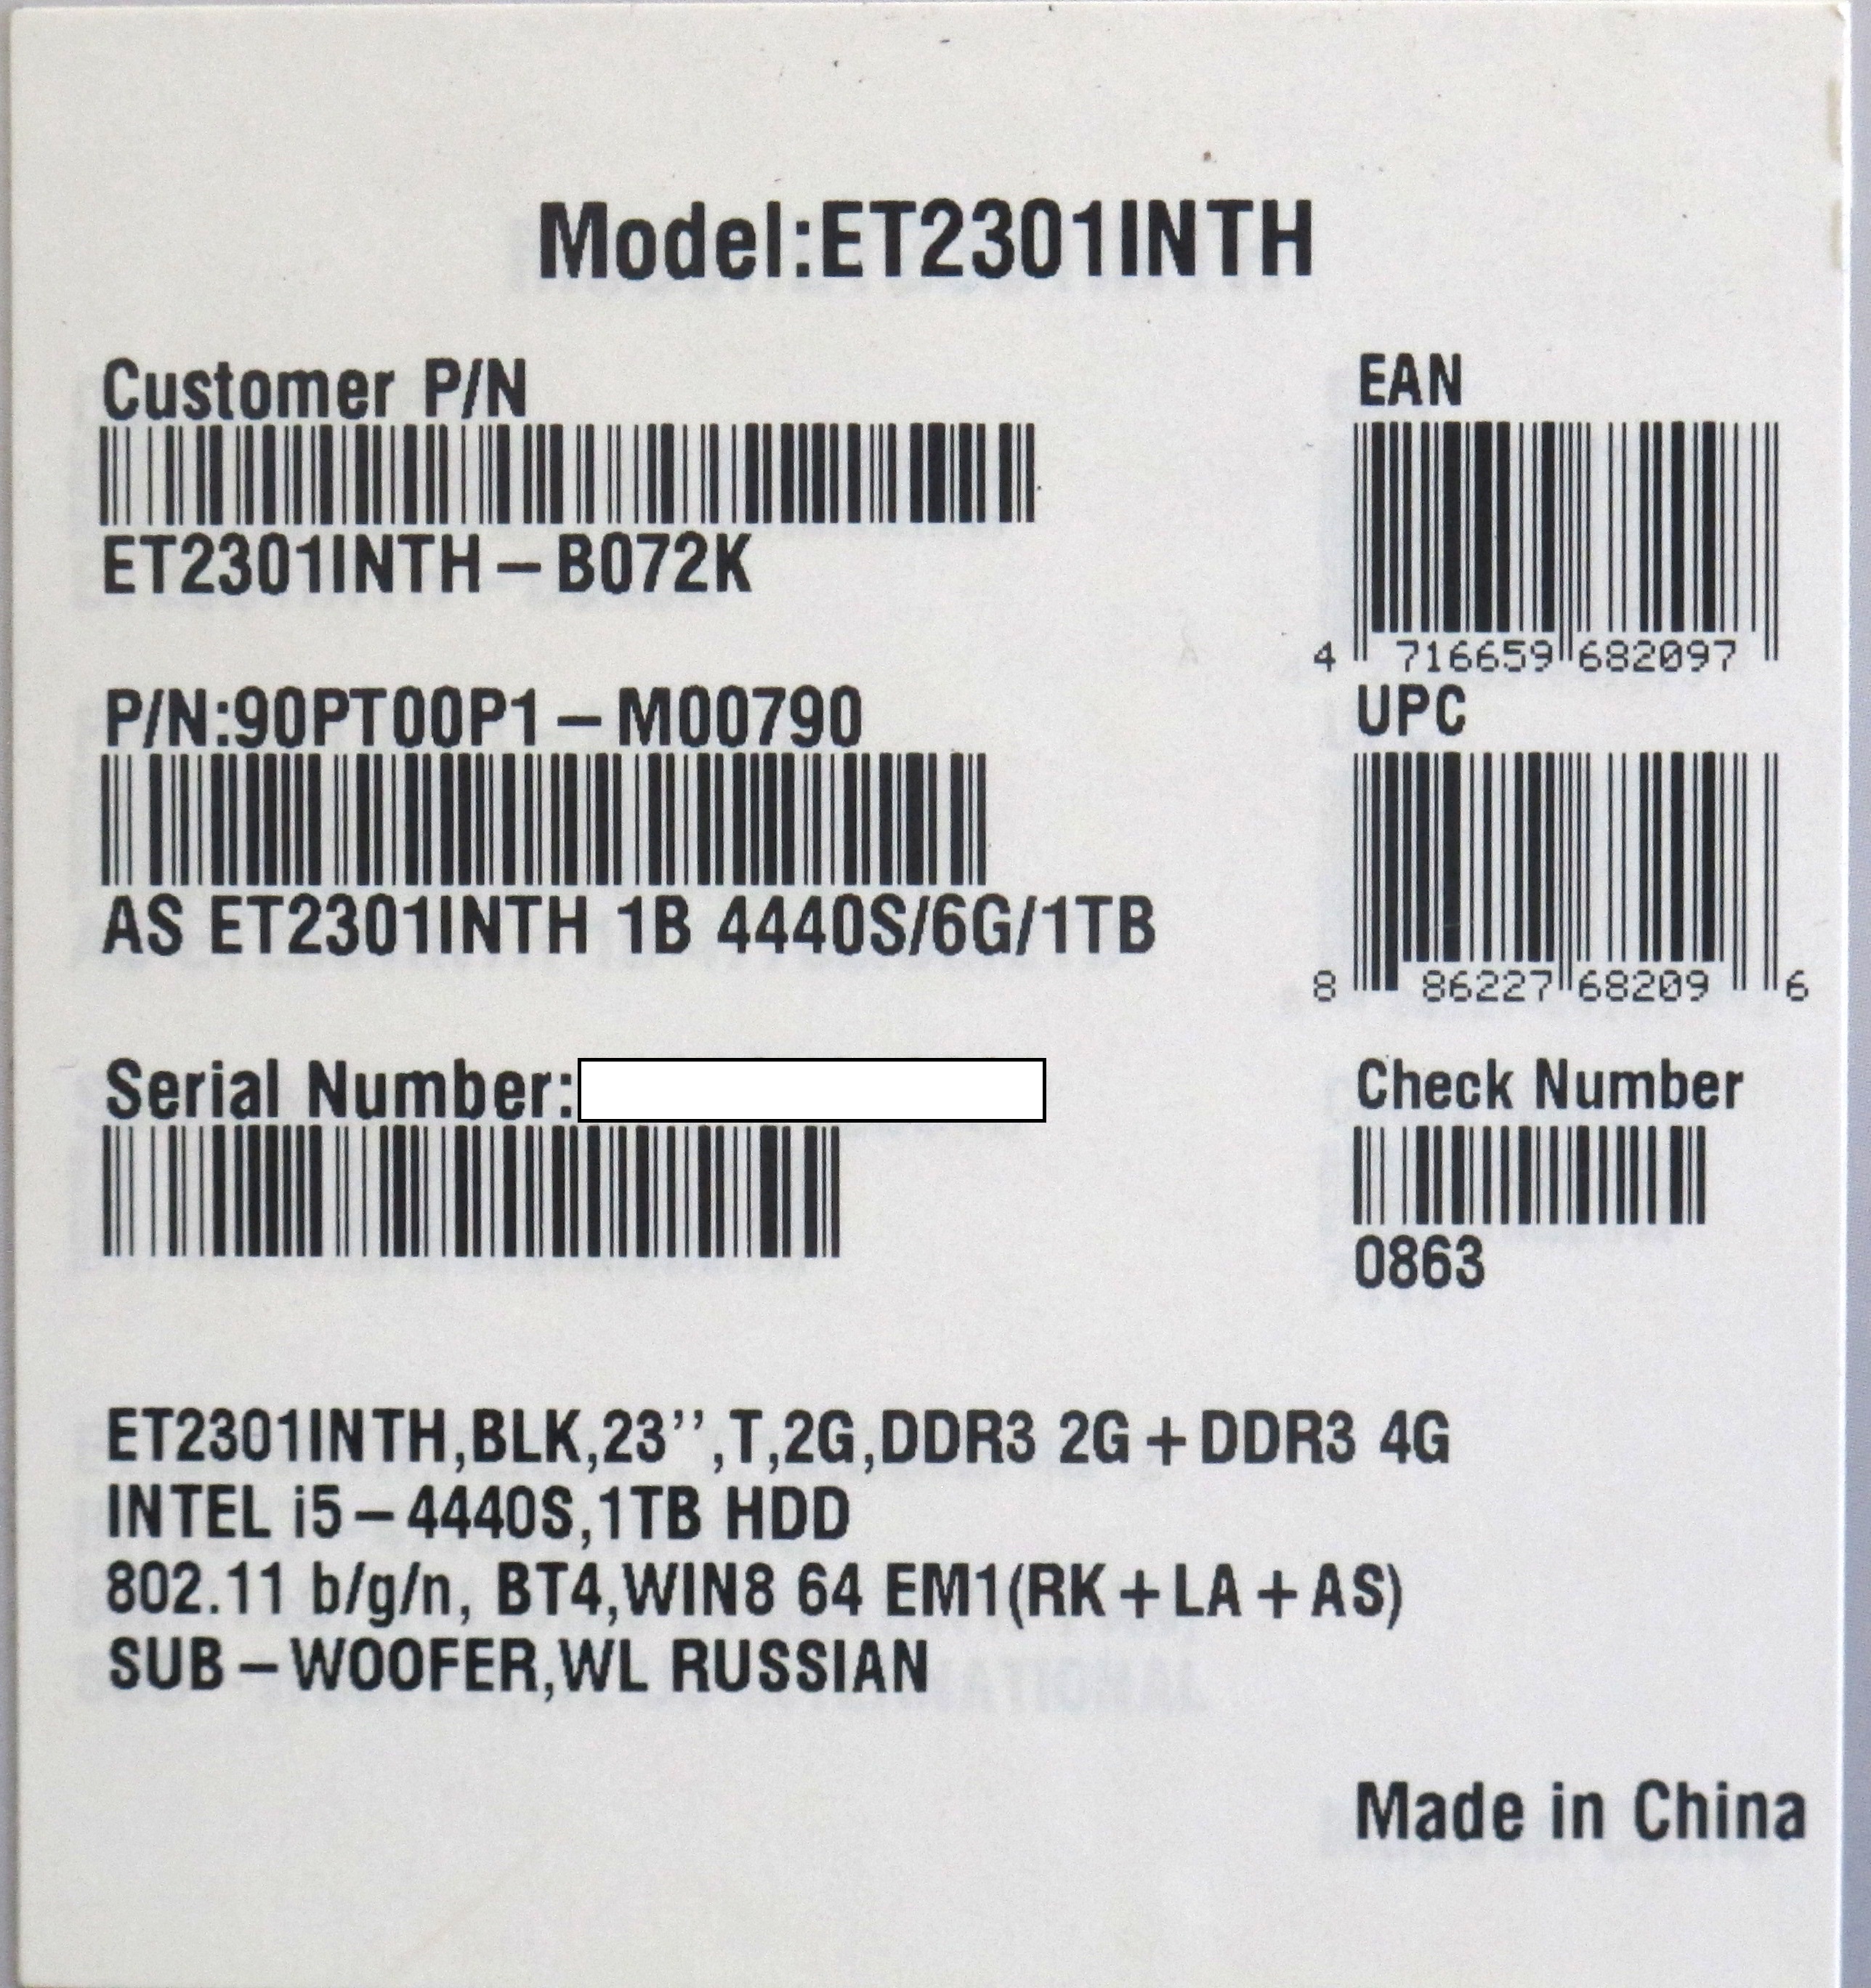 Model:ET2301INTH
Customer P/N
ET2301INTH-B072K
P/N:90PT00P1-M00790
AS ET2301INTH 1B 4440S/6G/1TB
Serial Number:
EAN
4 716659 682097
UPC
8 86227 68209 6
Check Number
0863
ET2301INTH,BLK,23’’,T,2G,DDR3 2G+DDR3 4G
INTEL i5-4440S,1TB HDD
802.11 b/g/n, BT4,WIN8 64 EM1(RK+LA+AS)
SUB-WOOFER,WL RUSSIAN
Made in China